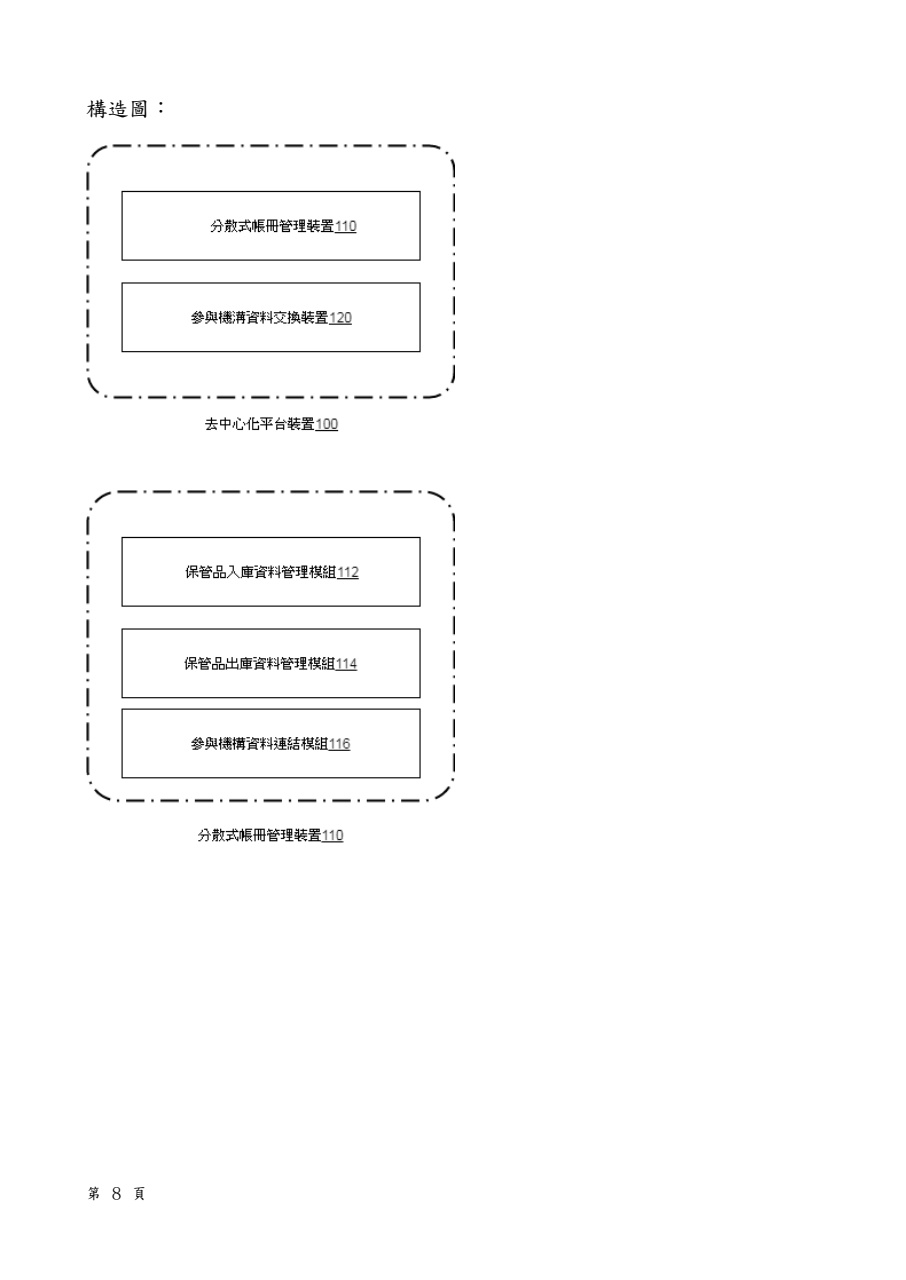 構造圖：
分散式帳冊管理裝置110
參與機溝資料交換裝置120
去中心化平台裝置100
保管品入庫資料管理模組112
保管品出庫資料管理模組114
參與機構資料連結模組116
分散式帳冊管理裝置110
第 8 頁